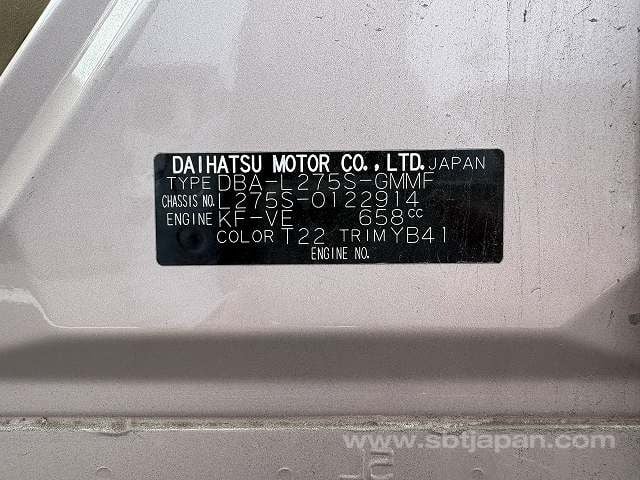 DAIHATSU MOTOR CO., LTD. JAPAN
TYPE DBA-L275S-GMMF
CHASSIS NO. L275S-0122914
ENGINE KF-VE 658cc
COLOR T22 TRIM YB41
ENGINE NO.
www.sbtjapan.com